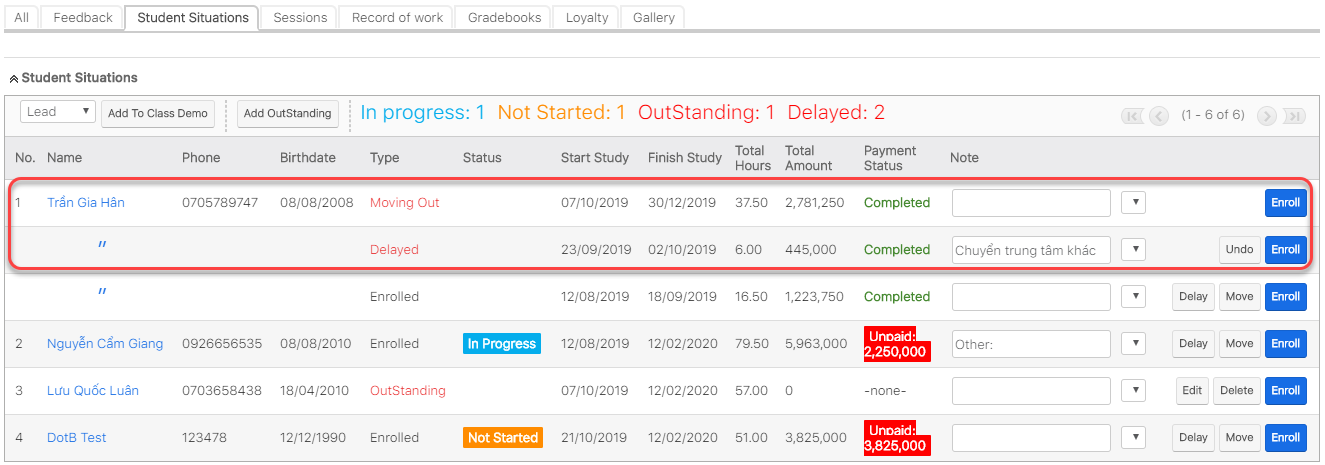 All Feedback Student Situations Sessions Record of work Gradebooks Loyalty Gallery
Student Situations
Lead Add To Class Demo Add OutStanding In progress: 1 Not Started: 1 OutStanding: 1 Delayed: 2 (1 - 6 of 6)
No. Name Phone Birthdate Type Status Start Study Finish Study Total Hours Total Amount Payment Status Note
1 Trần Gia Hân 0705789747 08/08/2008 Moving Out 07/10/2019 30/12/2019 37.50 2,781,250 Completed Enroll
" Delayed 23/09/2019 02/10/2019 6.00 445,000 Completed Chuyển trung tâm khác Undo Enroll
" Enrolled 12/08/2019 18/09/2019 16.50 1,223,750 Completed Delay Move Enroll
2 Nguyễn Cẩm Giang 0926656535 08/08/2010 Enrolled In Progress 12/08/2019 12/02/2020 79.50 5,963,000 Unpaid: 2,250,000 Other: Delay Move Enroll
3 Lưu Quốc Luân 0703658438 18/04/2010 OutStanding 07/10/2019 12/02/2020 57.00 0 -none- Edit Delete Enroll
4 DotB Test 123478 12/12/1990 Enrolled Not Started 21/10/2019 12/02/2020 51.00 3,825,000 Unpaid: 3,825,000 Delay Move Enroll